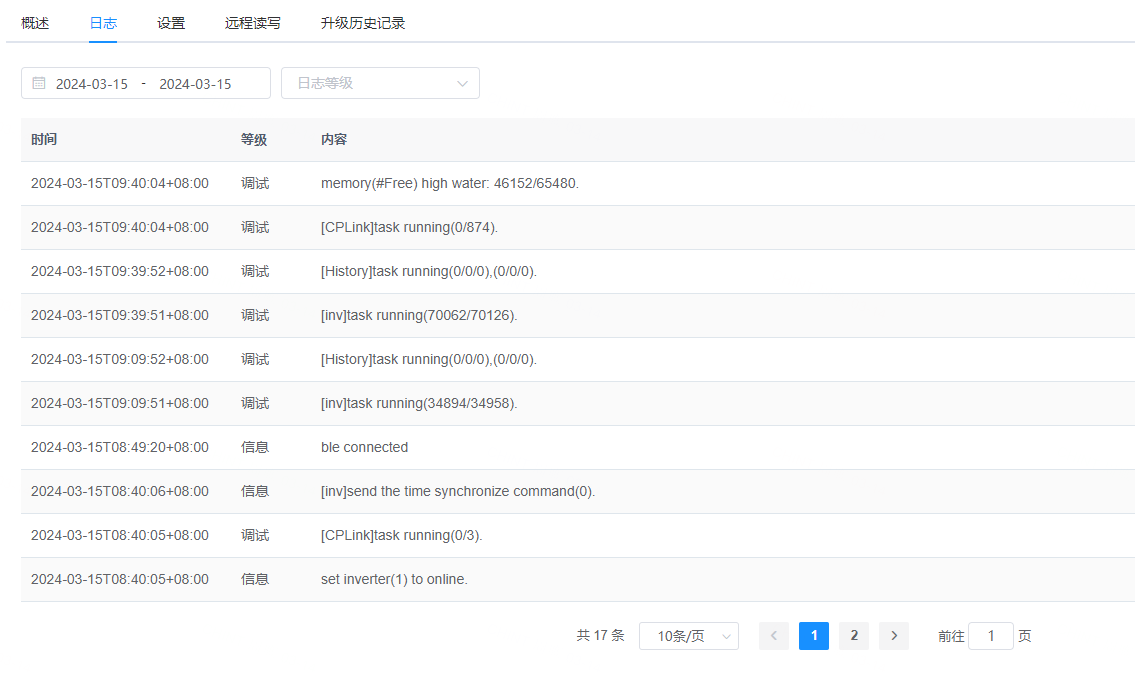 概述 日志 设置 远程读写 升级历史记录
2024-03-15 - 2024-03-15 日志等级
时间 等级 内容
2024-03-15T09:40:04+08:00 调试 memory(#Free) high water: 46152/65480.
2024-03-15T09:40:04+08:00 调试 [CPLink]task running(0/874).
2024-03-15T09:39:52+08:00 调试 [History]task running(0/0/0),(0/0/0).
2024-03-15T09:39:51+08:00 调试 [inv]task running(70062/70126).
2024-03-15T09:09:52+08:00 调试 [History]task running(0/0/0),(0/0/0).
2024-03-15T09:09:51+08:00 调试 [inv]task running(34894/34958).
2024-03-15T08:49:20+08:00 信息 ble connected
2024-03-15T08:40:06+08:00 信息 [inv]send the time synchronize command(0).
2024-03-15T08:40:05+08:00 调试 [CPLink]task running(0/3).
2024-03-15T08:40:05+08:00 信息 set inverter(1) to online.
共 17 条 10条/页 1 2 前往 1 页